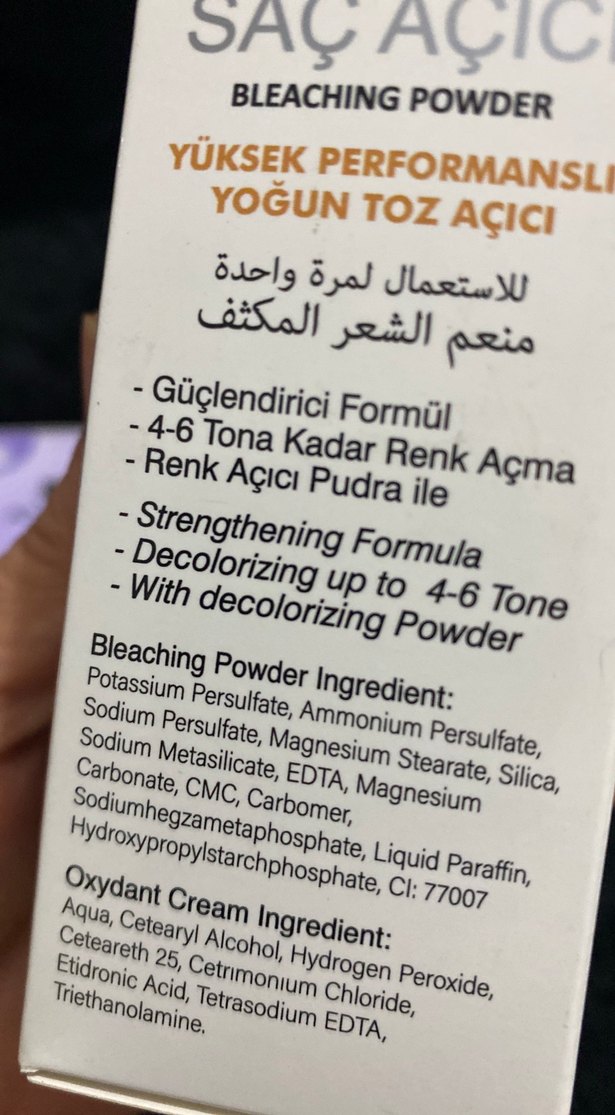 SAÇ AÇICI
BLEACHING POWDER
YÜKSEK PERFORMANSLI
YOĞUN TOZ AÇICI
للاستعمال لمرة واحدة
منعم الشعر المكثف
- Güçlendirici Formül
- 4-6 Tona Kadar Renk Açma
- Renk Açıcı Pudra ile
- Strengthening Formula
- Decolorizing up to 4-6 Tone
- With decolorizing Powder
Bleaching Powder Ingredient:
Potassium Persulfate, Ammonium Persulfate,
Sodium Persulfate, Magnesium Stearate, Silica,
Sodium Metasilicate, EDTA, Magnesium
Carbonate, CMC, Carbomer,
Sodiumhegzametaphosphate, Liquid Paraffin,
Hydroxypropylstarchphosphate, CI: 77007
Oxydant Cream Ingredient:
Aqua, Cetearyl Alcohol, Hydrogen Peroxide,
Ceteareth 25, Cetrımonıum Chloride,
Etidronic Acid, Tetrasodium EDTA,
Triethanolamine.